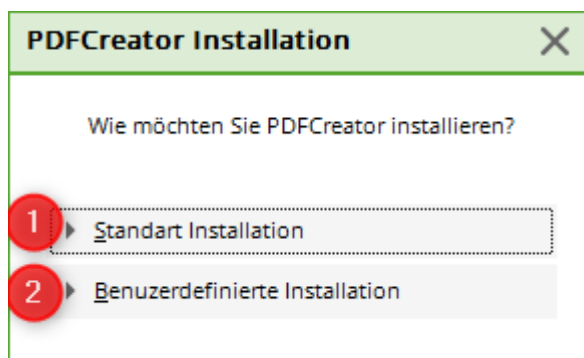 PDFCreator Installation
Wie möchten Sie PDFCreator installieren?
1 Standart Installation
2 Benuzerdefinierte Installation